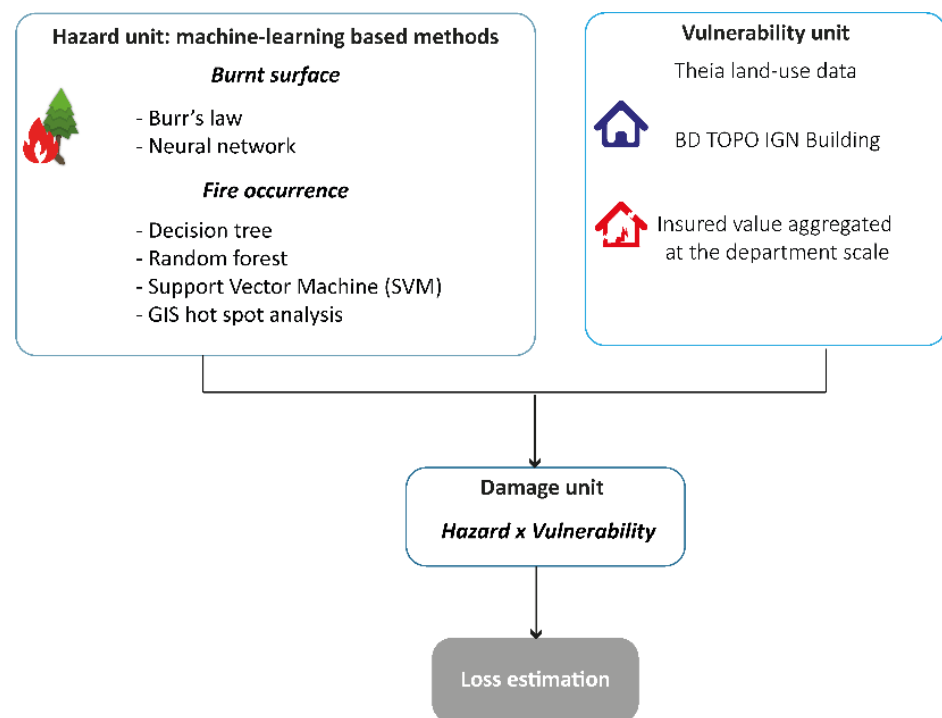 Hazard unit: machine-learning based methods
Burnt surface
- Burr's law
- Neural network
Fire occurrence
- Decision tree
- Random forest
- Support Vector Machine (SVM)
- GIS hot spot analysis
Vulnerability unit
Theia land-use data
BD TOPO IGN Building
Insured value aggregated
at the department scale
Damage unit
Hazard x Vulnerability
Loss estimation